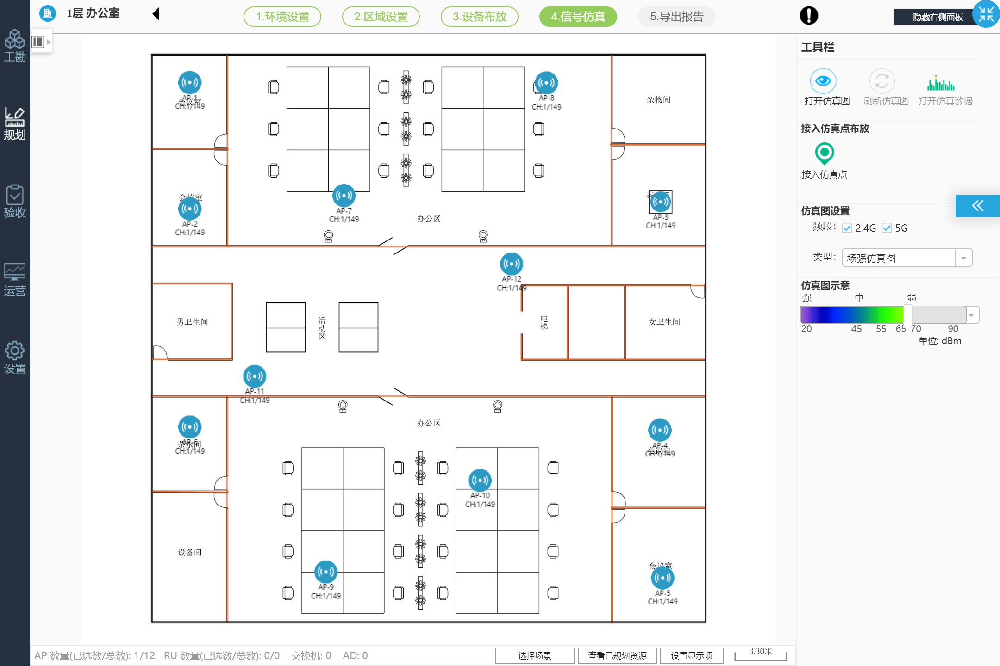 1层 办公室
1.环境设置
2.区域设置
3.设备布放
4.信号仿真
5.导出报告
隐藏右侧面板
工勘
规划
验收
运营
设置
会议室
AP-1
CH:1/149
AP-8
CH:1/149
杂物间
会议室
AP-2
CH:1/149
AP-7
CH:1/149
办公区
AP-3
CH:1/149
AP-12
CH:1/149
男卫生间
活动区
电梯
女卫生间
AP-11
CH:1/149
办公区
茶水间
AP-6
CH:1/149
AP-4
会议室
CH:1/149
AP-10
CH:1/149
设备间
AP-9
CH:1/149
会议室
AP-5
CH:1/149
工具栏
打开仿真图
刷新仿真图
打开仿真数据
接入仿真点布放
接入仿真点
仿真图设置
频段: 2.4G 5G
类型: 场强仿真图
仿真图示意
强 中 弱
-20 -45 -55 -65 -70 -90
单位: dBm
AP 数量(已选数/总数): 1/12 RU 数量(已选数/总数): 0/0 交换机: 0 AD: 0
选择场景
查看已规划资源
设置显示项
3.30米